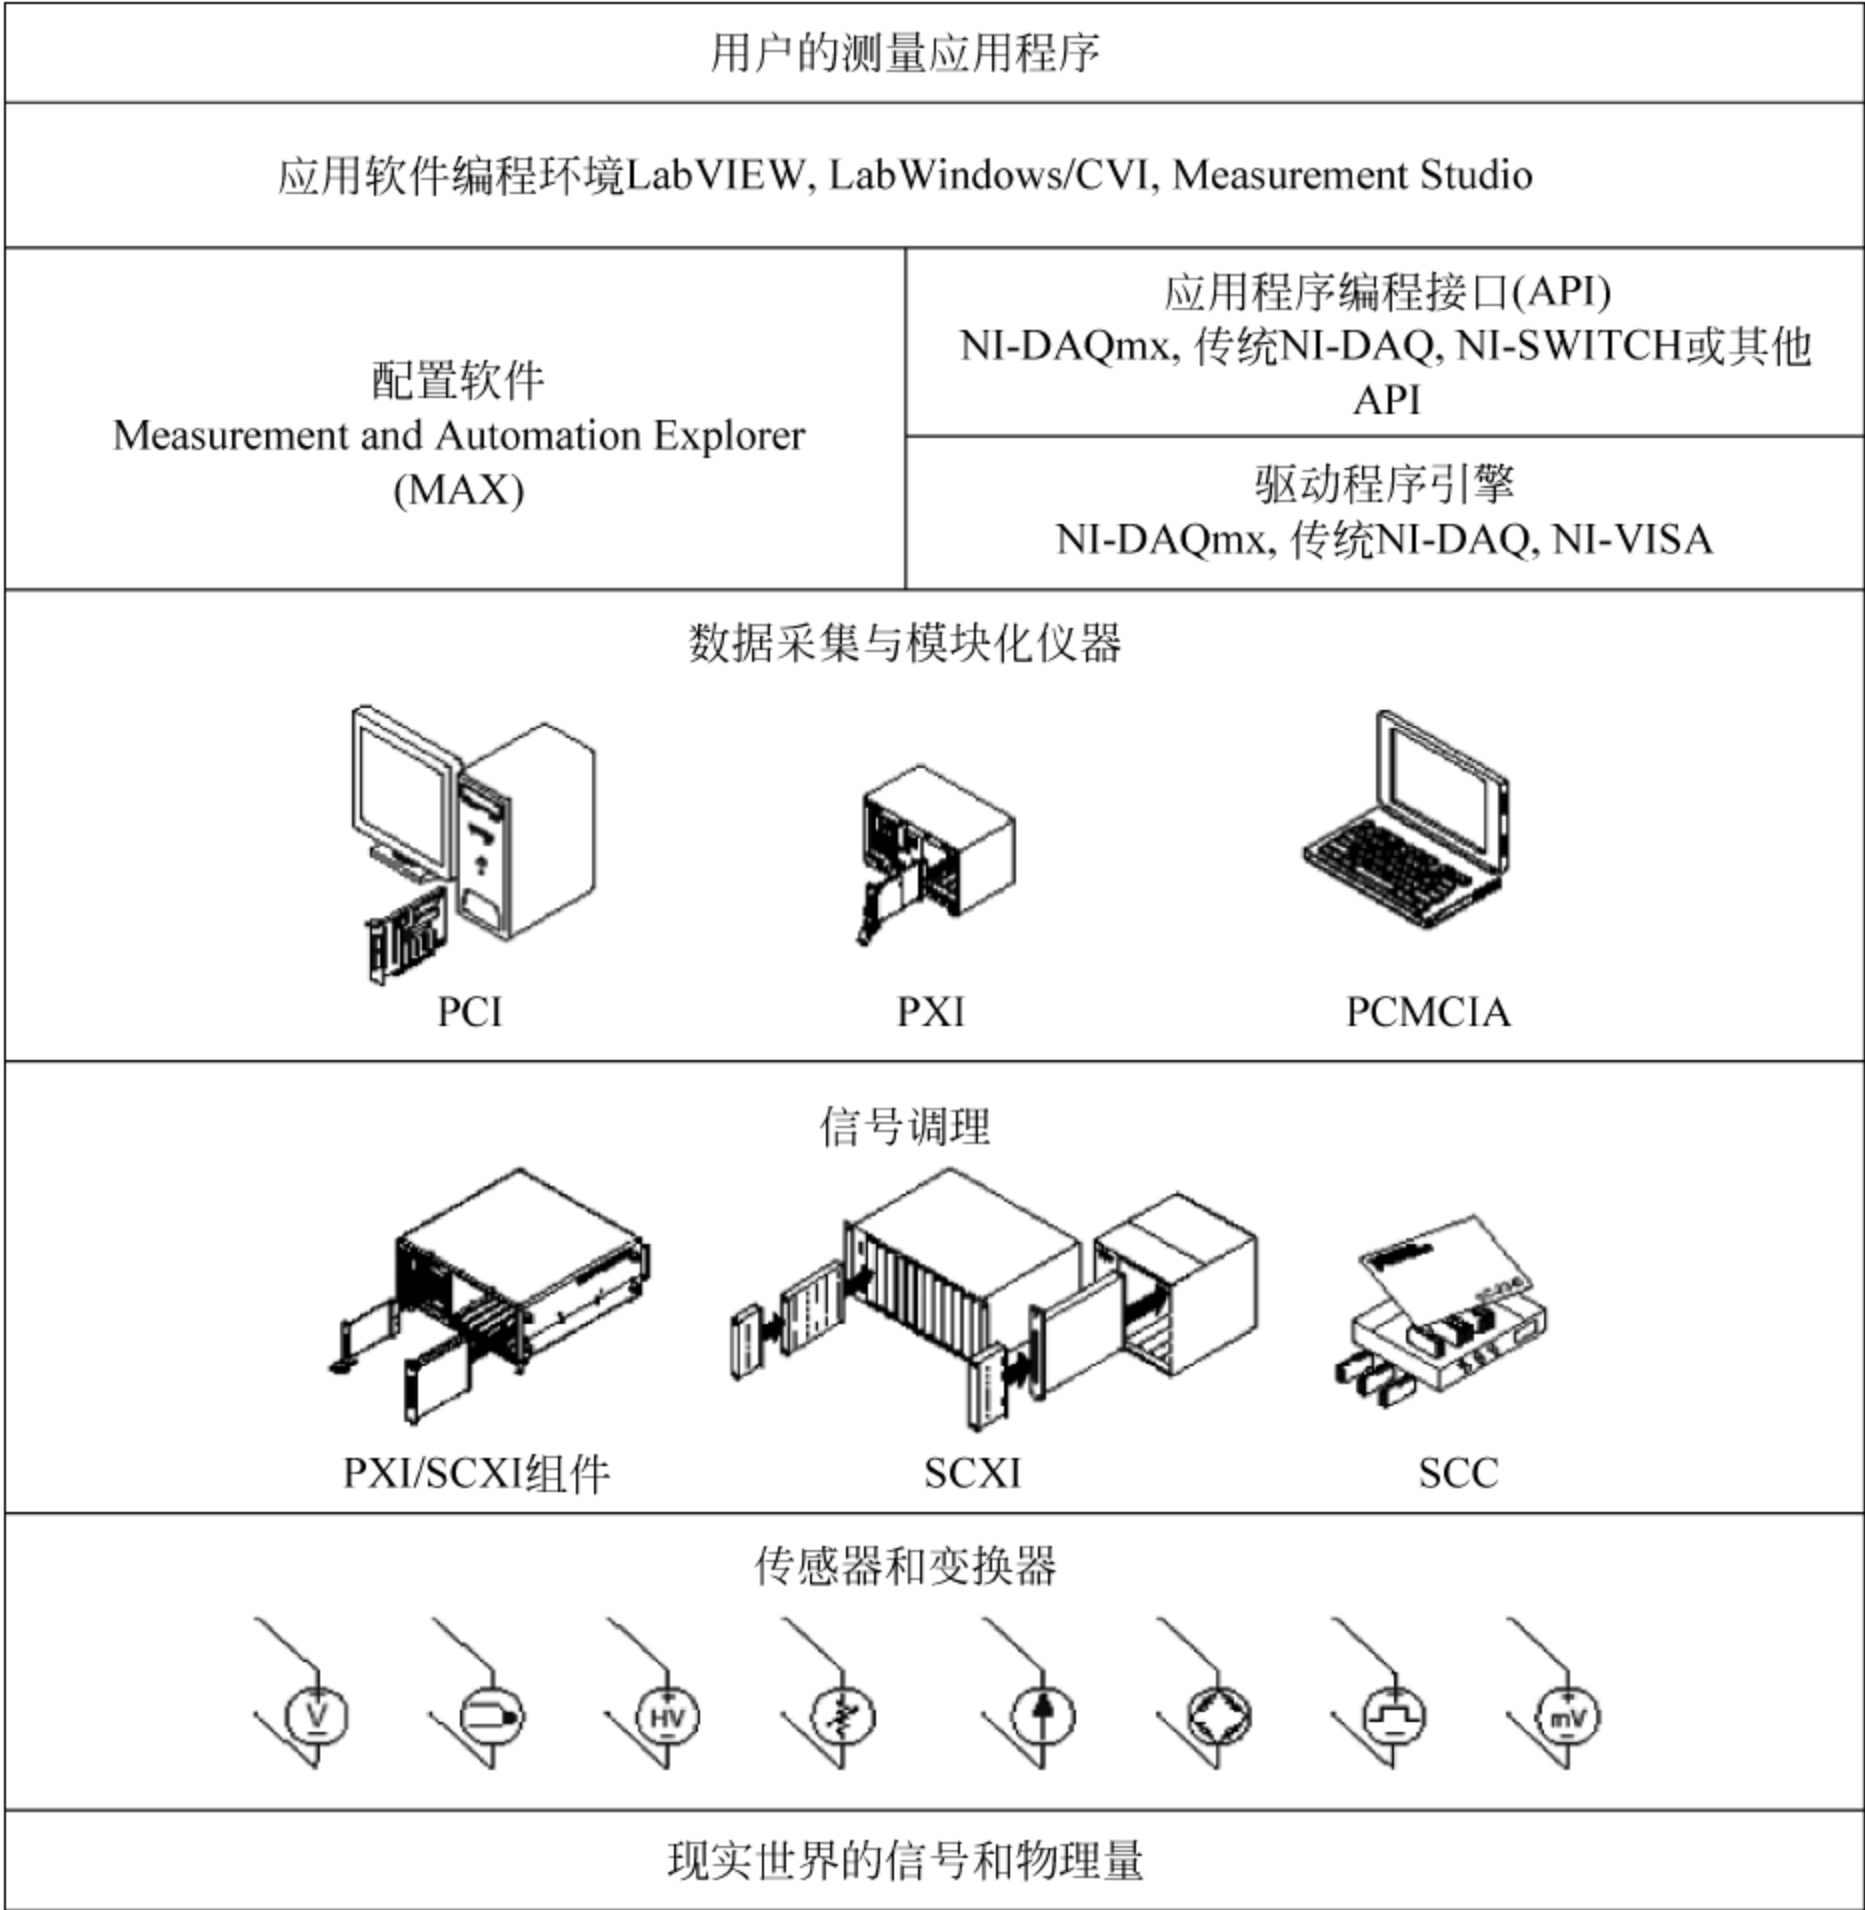 用户的测量应用程序
应用软件编程环境LabVIEW, LabWindows/CVI, Measurement Studio
配置软件
Measurement and Automation Explorer
(MAX)
应用程序编程接口(API)
NI-DAQmx, 传统NI-DAQ, NI-SWITCH或其他
API
驱动程序引擎
NI-DAQmx, 传统NI-DAQ, NI-VISA
数据采集与模块化仪器
PCI
PXI
PCMCIA
信号调理
PXI/SCXI组件
SCXI
SCC
传感器和变换器
V
HV
mV
现实世界的信号和物理量